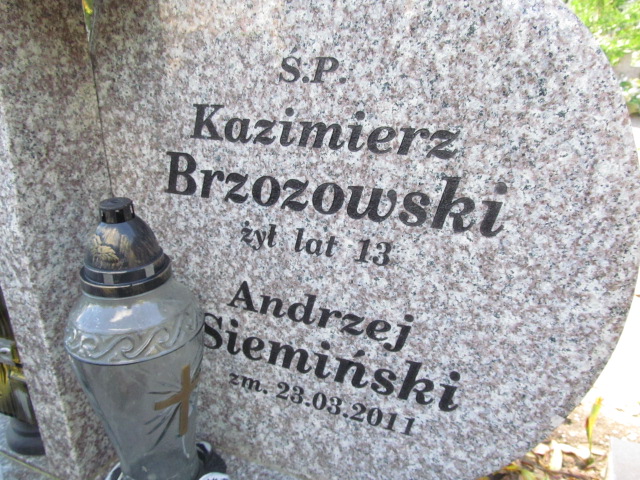 Ś.P.
Kazimierz
Brzozowski
żył lat 13
Andrzej
Siemiński
zm. 23.03.2011